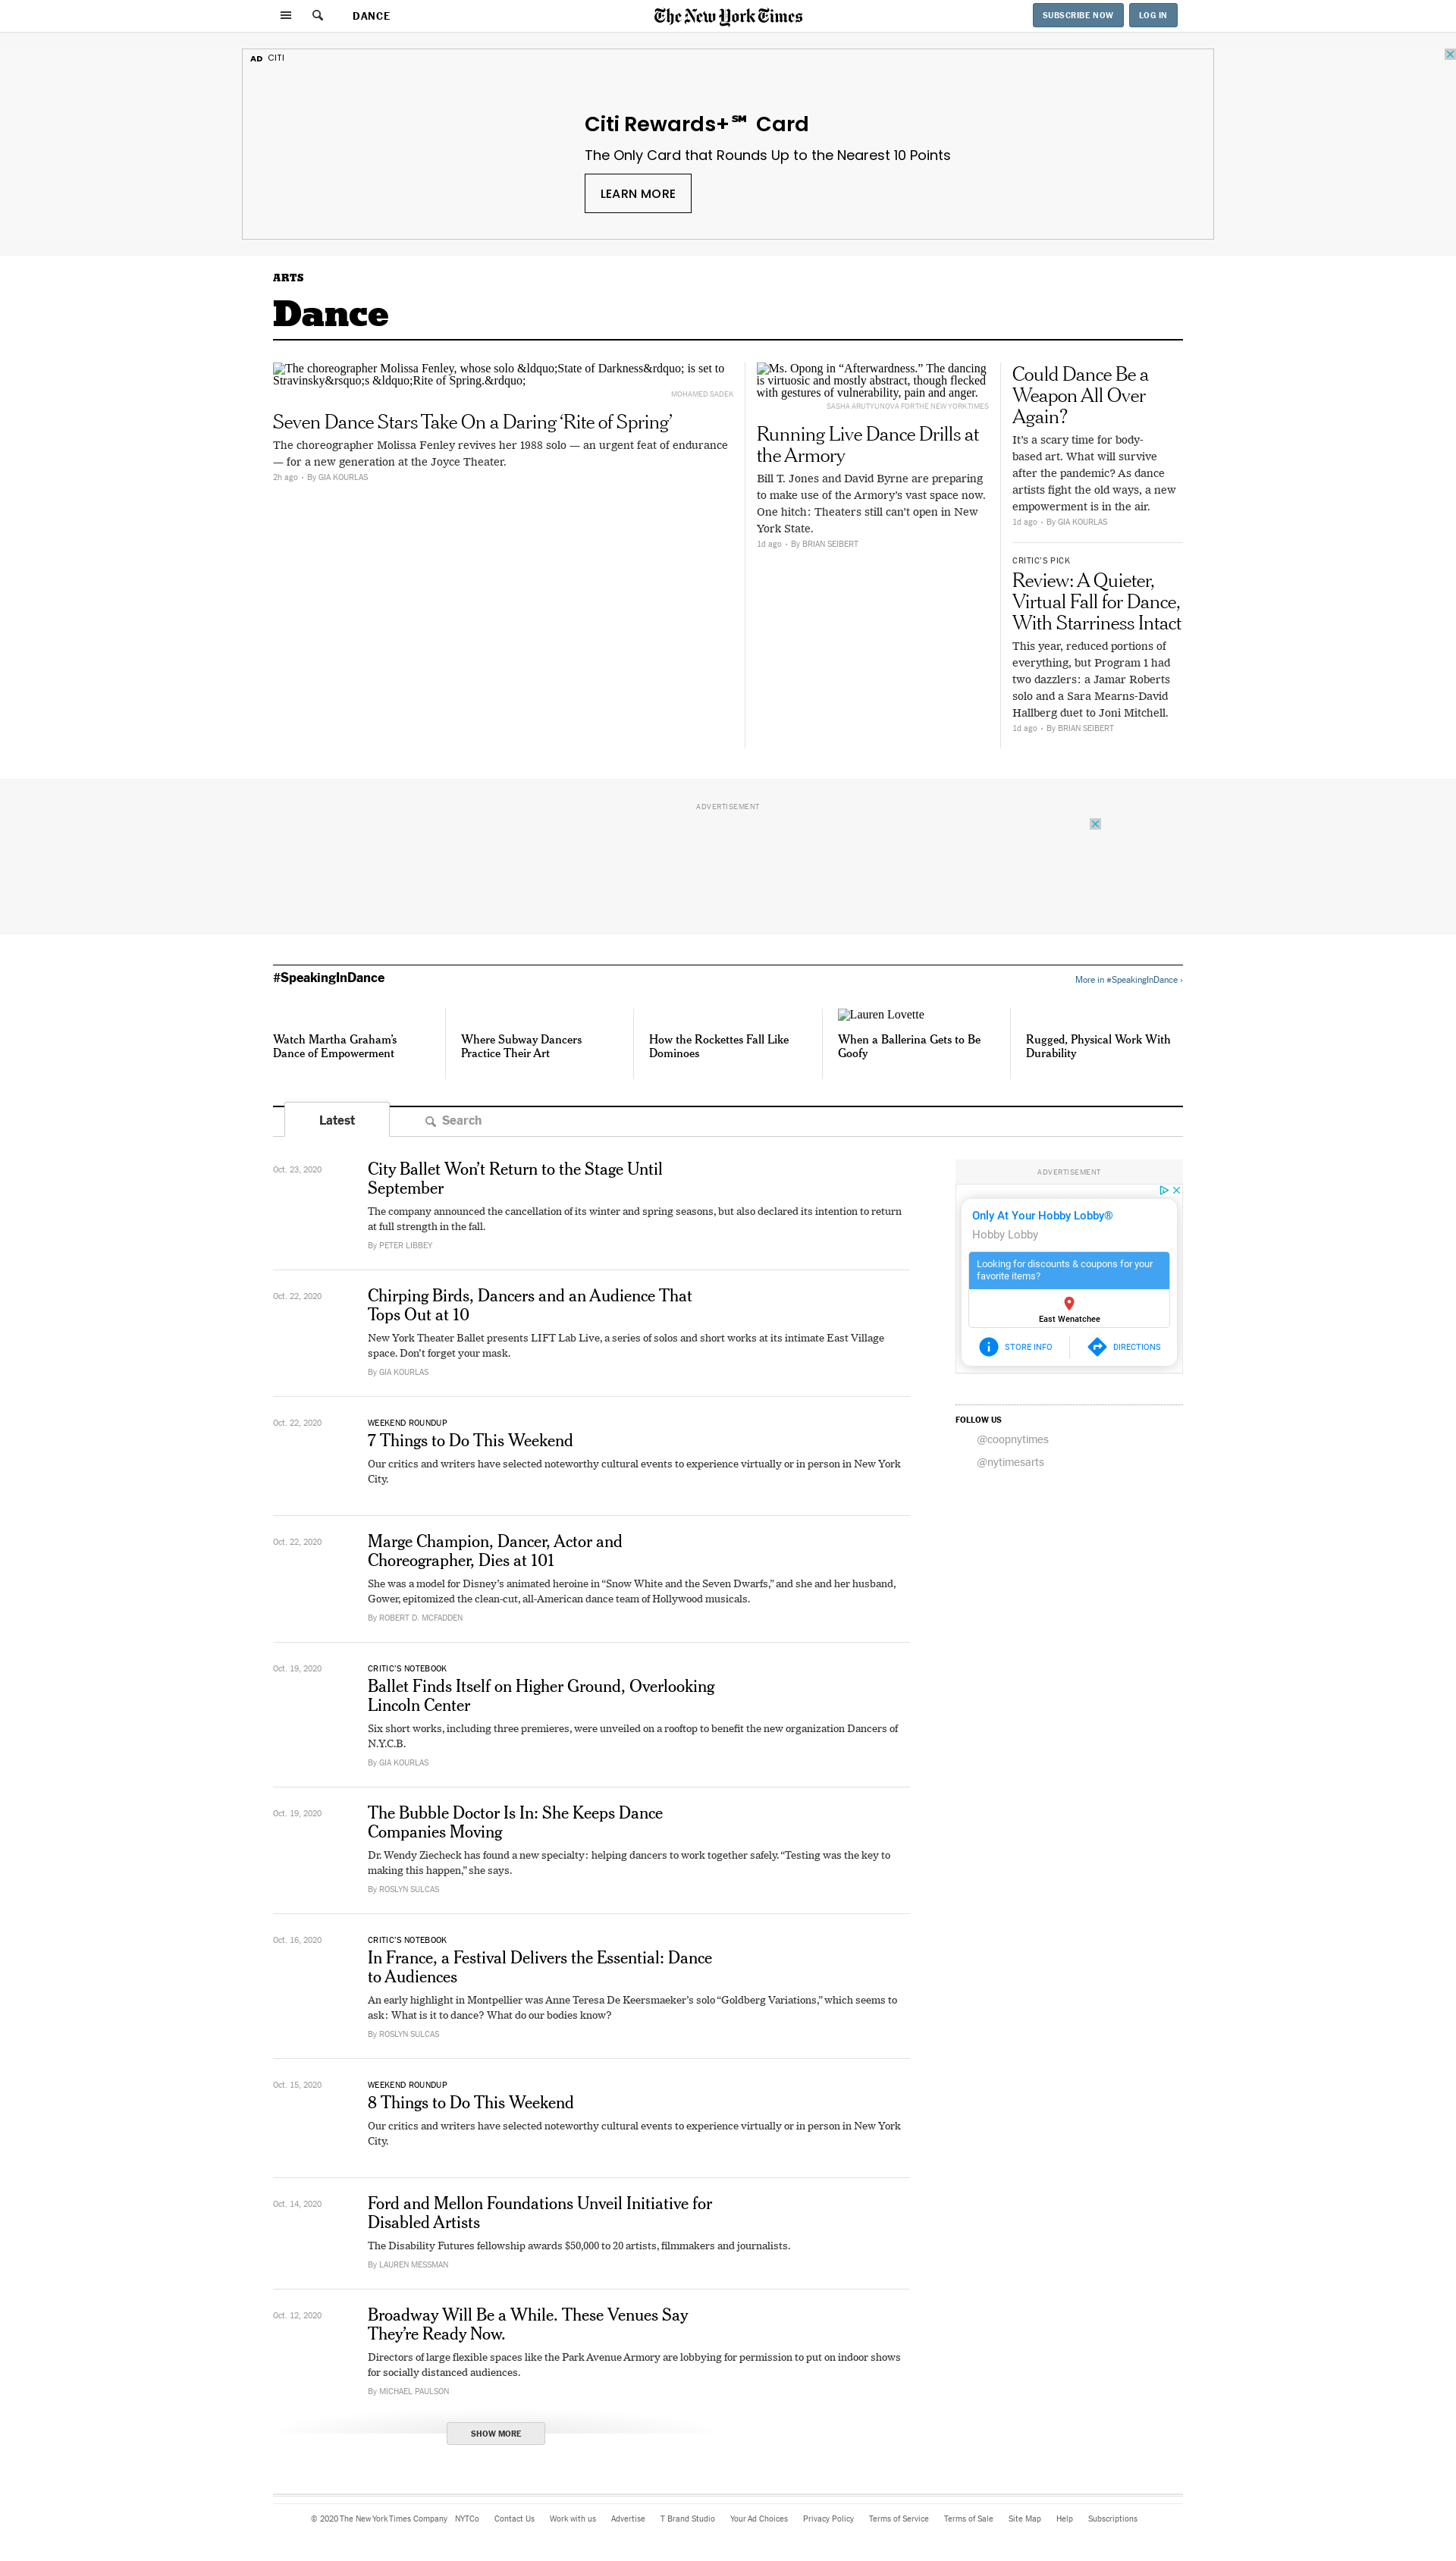 DANCE
The New York Times
SUBSCRIBE NOW
LOG IN
AD CITI
Citi Rewards+℠ Card
The Only Card that Rounds Up to the Nearest 10 Points
LEARN MORE
ARTS
Dance
The choreographer Molissa Fenley, whose solo &ldquo;State of Darkness&rdquo; is set to
Stravinsky&rsquo;s &ldquo;Rite of Spring.&rdquo;
MOHAMED SADEK
Seven Dance Stars Take On a Daring ‘Rite of Spring’
The choreographer Molissa Fenley revives her 1988 solo — an urgent feat of endurance
— for a new generation at the Joyce Theater.
2h ago • By GIA KOURLAS
Ms. Opong in “Afterwardness.” The dancing
is virtuosic and mostly abstract, though flecked
with gestures of vulnerability, pain and anger.
SASHA ARUTYUNOVA FOR THE NEW YORK TIMES
Running Live Dance Drills at
the Armory
Bill T. Jones and David Byrne are preparing
to make use of the Armory’s vast space now.
One hitch: Theaters still can’t open in New
York State.
1d ago • By BRIAN SEIBERT
Could Dance Be a
Weapon All Over
Again?
It’s a scary time for body-
based art. What will survive
after the pandemic? As dance
artists fight the old ways, a new
empowerment is in the air.
1d ago • By GIA KOURLAS
CRITIC’S PICK
Review: A Quieter,
Virtual Fall for Dance,
With Starriness Intact
This year, reduced portions of
everything, but Program 1 had
two dazzlers: a Jamar Roberts
solo and a Sara Mearns-David
Hallberg duet to Joni Mitchell.
1d ago • By BRIAN SEIBERT
ADVERTISEMENT
#SpeakingInDance
More in #SpeakingInDance ›
Watch Martha Graham’s
Dance of Empowerment
Where Subway Dancers
Practice Their Art
How the Rockettes Fall Like
Dominoes
Lauren Lovette
When a Ballerina Gets to Be
Goofy
Rugged, Physical Work With
Durability
Latest
Search
Oct. 23, 2020
City Ballet Won’t Return to the Stage Until
September
The company announced the cancellation of its winter and spring seasons, but also declared its intention to return
at full strength in the fall.
By PETER LIBBEY
Oct. 22, 2020
Chirping Birds, Dancers and an Audience That
Tops Out at 10
New York Theater Ballet presents LIFT Lab Live, a series of solos and short works at its intimate East Village
space. Don’t forget your mask.
By GIA KOURLAS
Oct. 22, 2020
WEEKEND ROUNDUP
7 Things to Do This Weekend
Our critics and writers have selected noteworthy cultural events to experience virtually or in person in New York
City.
Oct. 22, 2020
Marge Champion, Dancer, Actor and
Choreographer, Dies at 101
She was a model for Disney’s animated heroine in “Snow White and the Seven Dwarfs,” and she and her husband,
Gower, epitomized the clean-cut, all-American dance team of Hollywood musicals.
By ROBERT D. MCFADDEN
Oct. 19, 2020
CRITIC’S NOTEBOOK
Ballet Finds Itself on Higher Ground, Overlooking
Lincoln Center
Six short works, including three premieres, were unveiled on a rooftop to benefit the new organization Dancers of
N.Y.C.B.
By GIA KOURLAS
Oct. 19, 2020
The Bubble Doctor Is In: She Keeps Dance
Companies Moving
Dr. Wendy Ziecheck has found a new specialty: helping dancers to work together safely. “Testing was the key to
making this happen,” she says.
By ROSLYN SULCAS
Oct. 16, 2020
CRITIC’S NOTEBOOK
In France, a Festival Delivers the Essential: Dance
to Audiences
An early highlight in Montpellier was Anne Teresa De Keersmaeker’s solo “Goldberg Variations,” which seems to
ask: What is it to dance? What do our bodies know?
By ROSLYN SULCAS
Oct. 15, 2020
WEEKEND ROUNDUP
8 Things to Do This Weekend
Our critics and writers have selected noteworthy cultural events to experience virtually or in person in New York
City.
Oct. 14, 2020
Ford and Mellon Foundations Unveil Initiative for
Disabled Artists
The Disability Futures fellowship awards $50,000 to 20 artists, filmmakers and journalists.
By LAUREN MESSMAN
Oct. 12, 2020
Broadway Will Be a While. These Venues Say
They’re Ready Now.
Directors of large flexible spaces like the Park Avenue Armory are lobbying for permission to put on indoor shows
for socially distanced audiences.
By MICHAEL PAULSON
SHOW MORE
ADVERTISEMENT
Only At Your Hobby Lobby®
Hobby Lobby
Looking for discounts & coupons for your
favorite items?
East Wenatchee
STORE INFO
DIRECTIONS
FOLLOW US
@coopnytimes
@nytimesarts
© 2020 The New York Times Company NYTCo Contact Us Work with us Advertise T Brand Studio Your Ad Choices Privacy Policy Terms of Service Terms of Sale Site Map Help Subscriptions